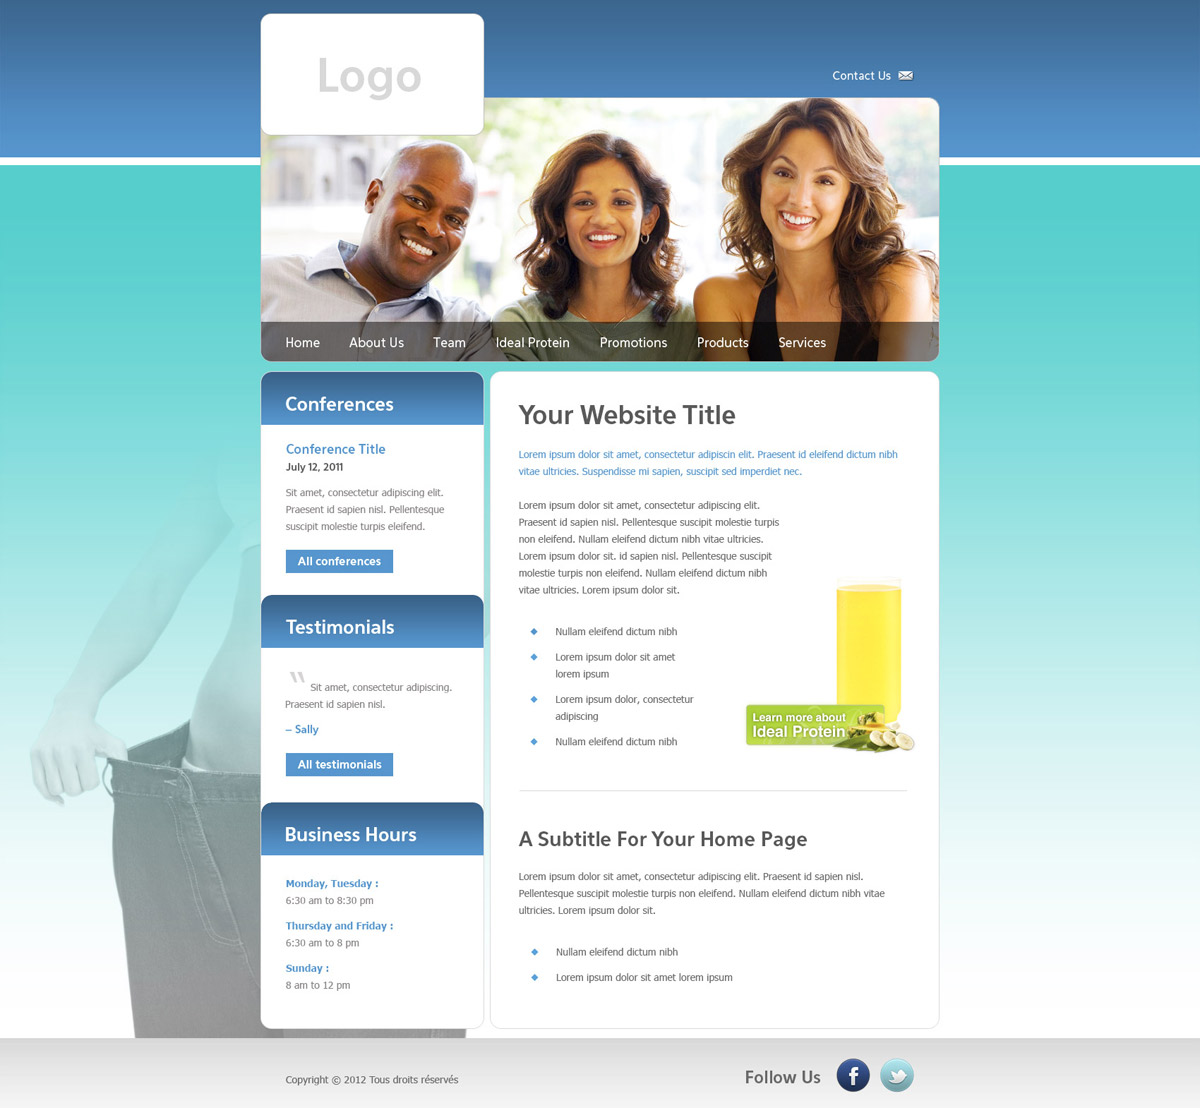 Logo
Contact Us
Home About Us Team Ideal Protein Promotions Products Services
Conferences
Conference Title
July 12, 2011
Sit amet, consectetur adipiscing elit.
Praesent id sapien nisl. Pellentesque
suscipit molestie turpis eleifend.
All conferences
Testimonials
" Sit amet, consectetur adipiscing.
Praesent id sapien nisl.
– Sally
All testimonials
Business Hours
Monday, Tuesday :
6:30 am to 8:30 pm
Thursday and Friday :
6:30 am to 8 pm
Sunday :
8 am to 12 pm
Your Website Title
Lorem ipsum dolor sit amet, consectetur adipiscin elit. Praesent id eleifend dictum nibh
vitae ultricies. Suspendisse mi sapien, suscipit sed imperdiet nec.
Lorem ipsum dolor sit amet, consectetur adipiscing elit.
Praesent id sapien nisl. Pellentesque suscipit molestie turpis
non eleifend. Nullam eleifend dictum nibh vitae ultricies.
Lorem ipsum dolor sit. id sapien nisl. Pellentesque suscipit
molestie turpis non eleifend. Nullam eleifend dictum nibh
vitae ultricies. Lorem ipsum dolor sit.
Nullam eleifend dictum nibh
Lorem ipsum dolor sit amet
lorem ipsum
Lorem ipsum dolor, consectetur
adipiscing
Nullam eleifend dictum nibh
Learn more about
Ideal Protein
A Subtitle For Your Home Page
Lorem ipsum dolor sit amet, consectetur adipiscing elit. Praesent id sapien nisl.
Pellentesque suscipit molestie turpis non eleifend. Nullam eleifend dictum nibh vitae
ultricies. Lorem ipsum dolor sit.
Nullam eleifend dictum nibh
Lorem ipsum dolor sit amet lorem ipsum
Copyright © 2012 Tous droits réservés
Follow Us f